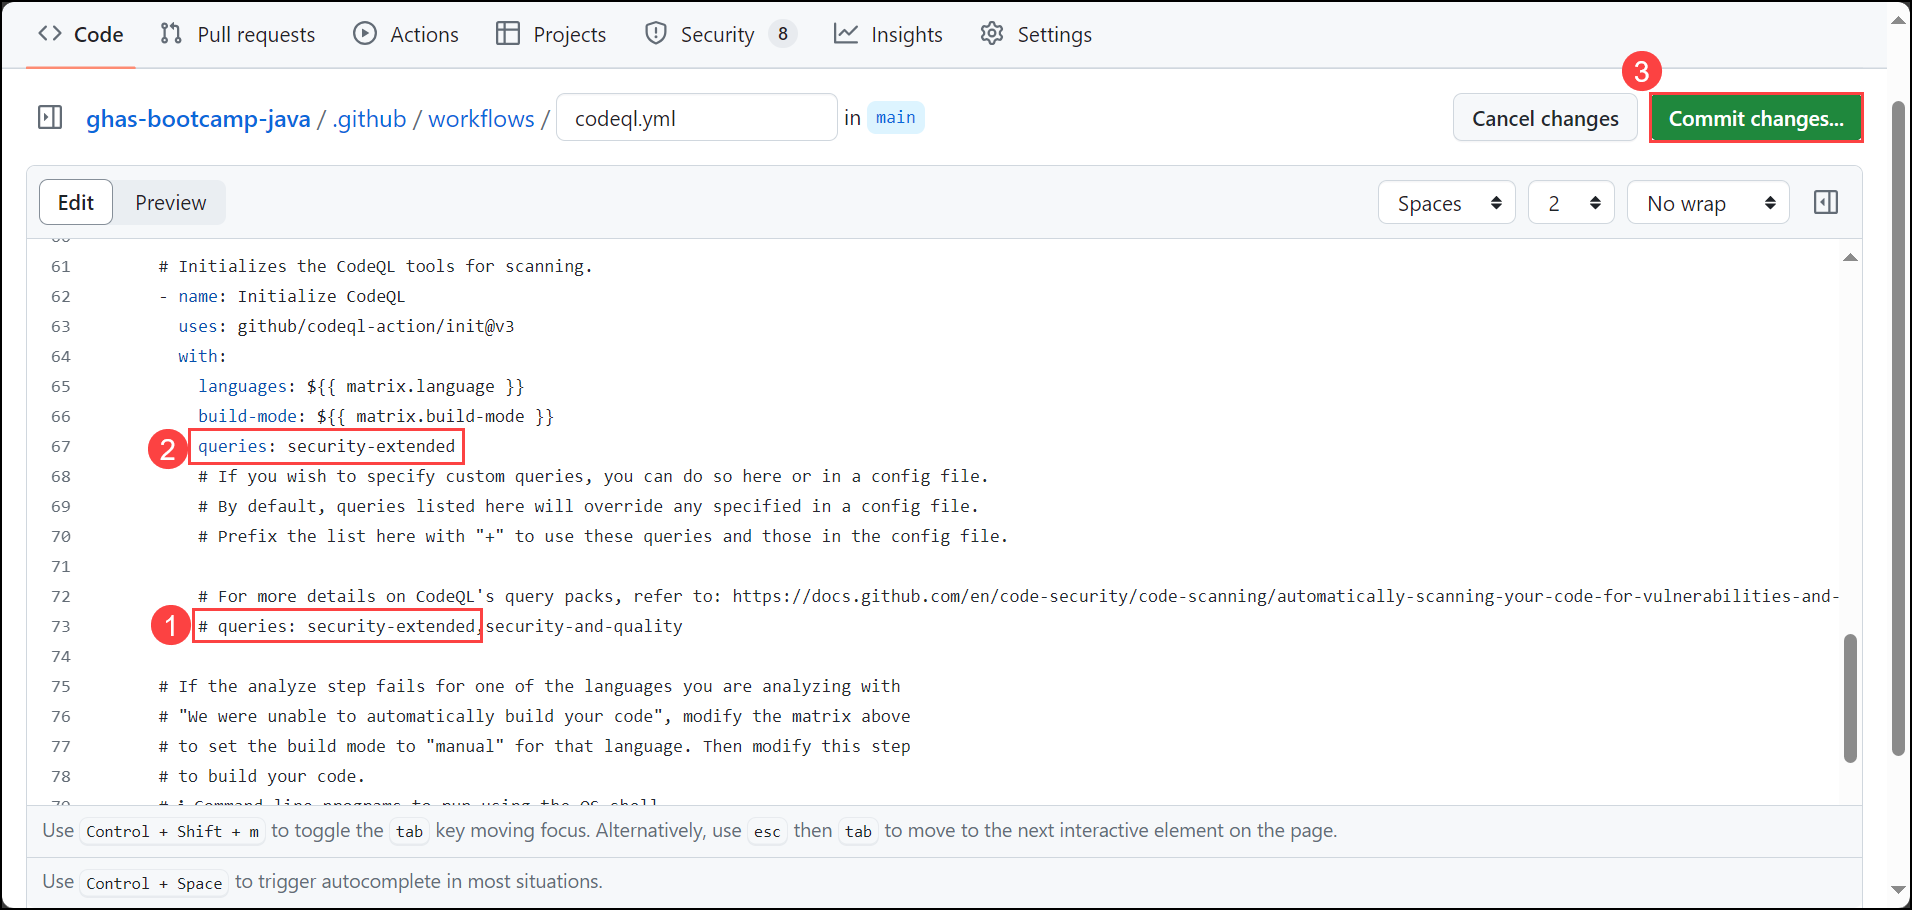 Code Pull requests Actions Projects Security 8 Insights Settings
3
ghas-bootcamp-java / .github / workflows / codeql.yml in main Cancel changes Commit changes...
Edit Preview Spaces 2 No wrap
60
61 # Initializes the CodeQL tools for scanning.
62 - name: Initialize CodeQL
63 uses: github/codeql-action/init@v3
64 with:
65 languages: ${{ matrix.language }}
66 build-mode: ${{ matrix.build-mode }}
2 67 queries: security-extended
68 # If you wish to specify custom queries, you can do so here or in a config file.
69 # By default, queries listed here will override any specified in a config file.
70 # Prefix the list here with "+" to use these queries and those in the config file.
71
72 # For more details on CodeQL's query packs, refer to: https://docs.github.com/en/code-security/code-scanning/automatically-scanning-your-code-for-vulnerabilities-and-
1 73 # queries: security-extended,security-and-quality
74
75 # If the analyze step fails for one of the languages you are analyzing with
76 # "We were unable to automatically build your code", modify the matrix above
77 # to set the build mode to "manual" for that language. Then modify this step
78 # to build your code.
79 # ℹ Command-line programs to run using the OS shell
Use Control + Shift + m to toggle the tab key moving focus. Alternatively, use esc then tab to move to the next interactive element on the page.
Use Control + Space to trigger autocomplete in most situations.